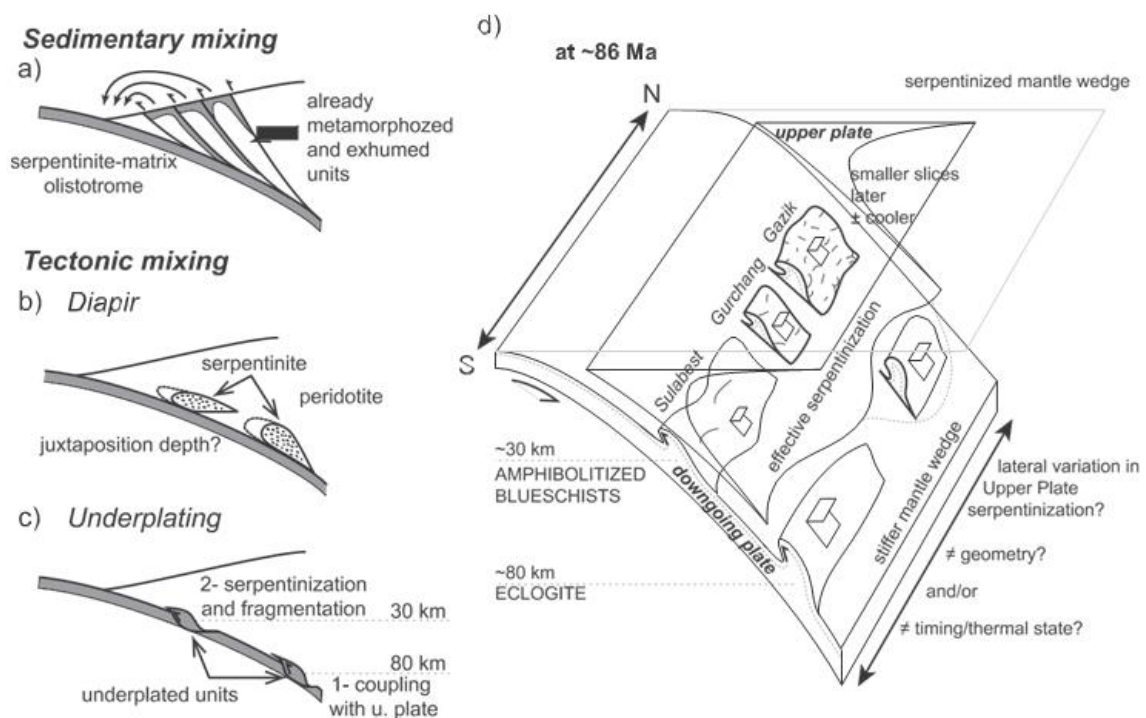 Sedimentary mixing
a)
already
metamorphozed
and exhumed
units
serpentinite-matrix
olistotrome
Tectonic mixing
b) Diapir
serpentinite
peridotite
juxtaposition depth?
c) Underplating
2- serpentinization
and fragmentation
30 km
80 km
underplated units
1- coupling
with u. plate
d)
at ~86 Ma
serpentinized mantle wedge
N
upper plate
smaller slices
later
± cooler
Gazik
Gurchang
S
Sulabest
effective serpentinization
~30 km
AMPHIBOLITIZED
BLUESCHISTS
downgoing plate
stiffer mantle wedge
~80 km
ECLOGITE
lateral variation in
Upper Plate
serpentinization?
≠ geometry?
and/or
≠ timing/thermal state?